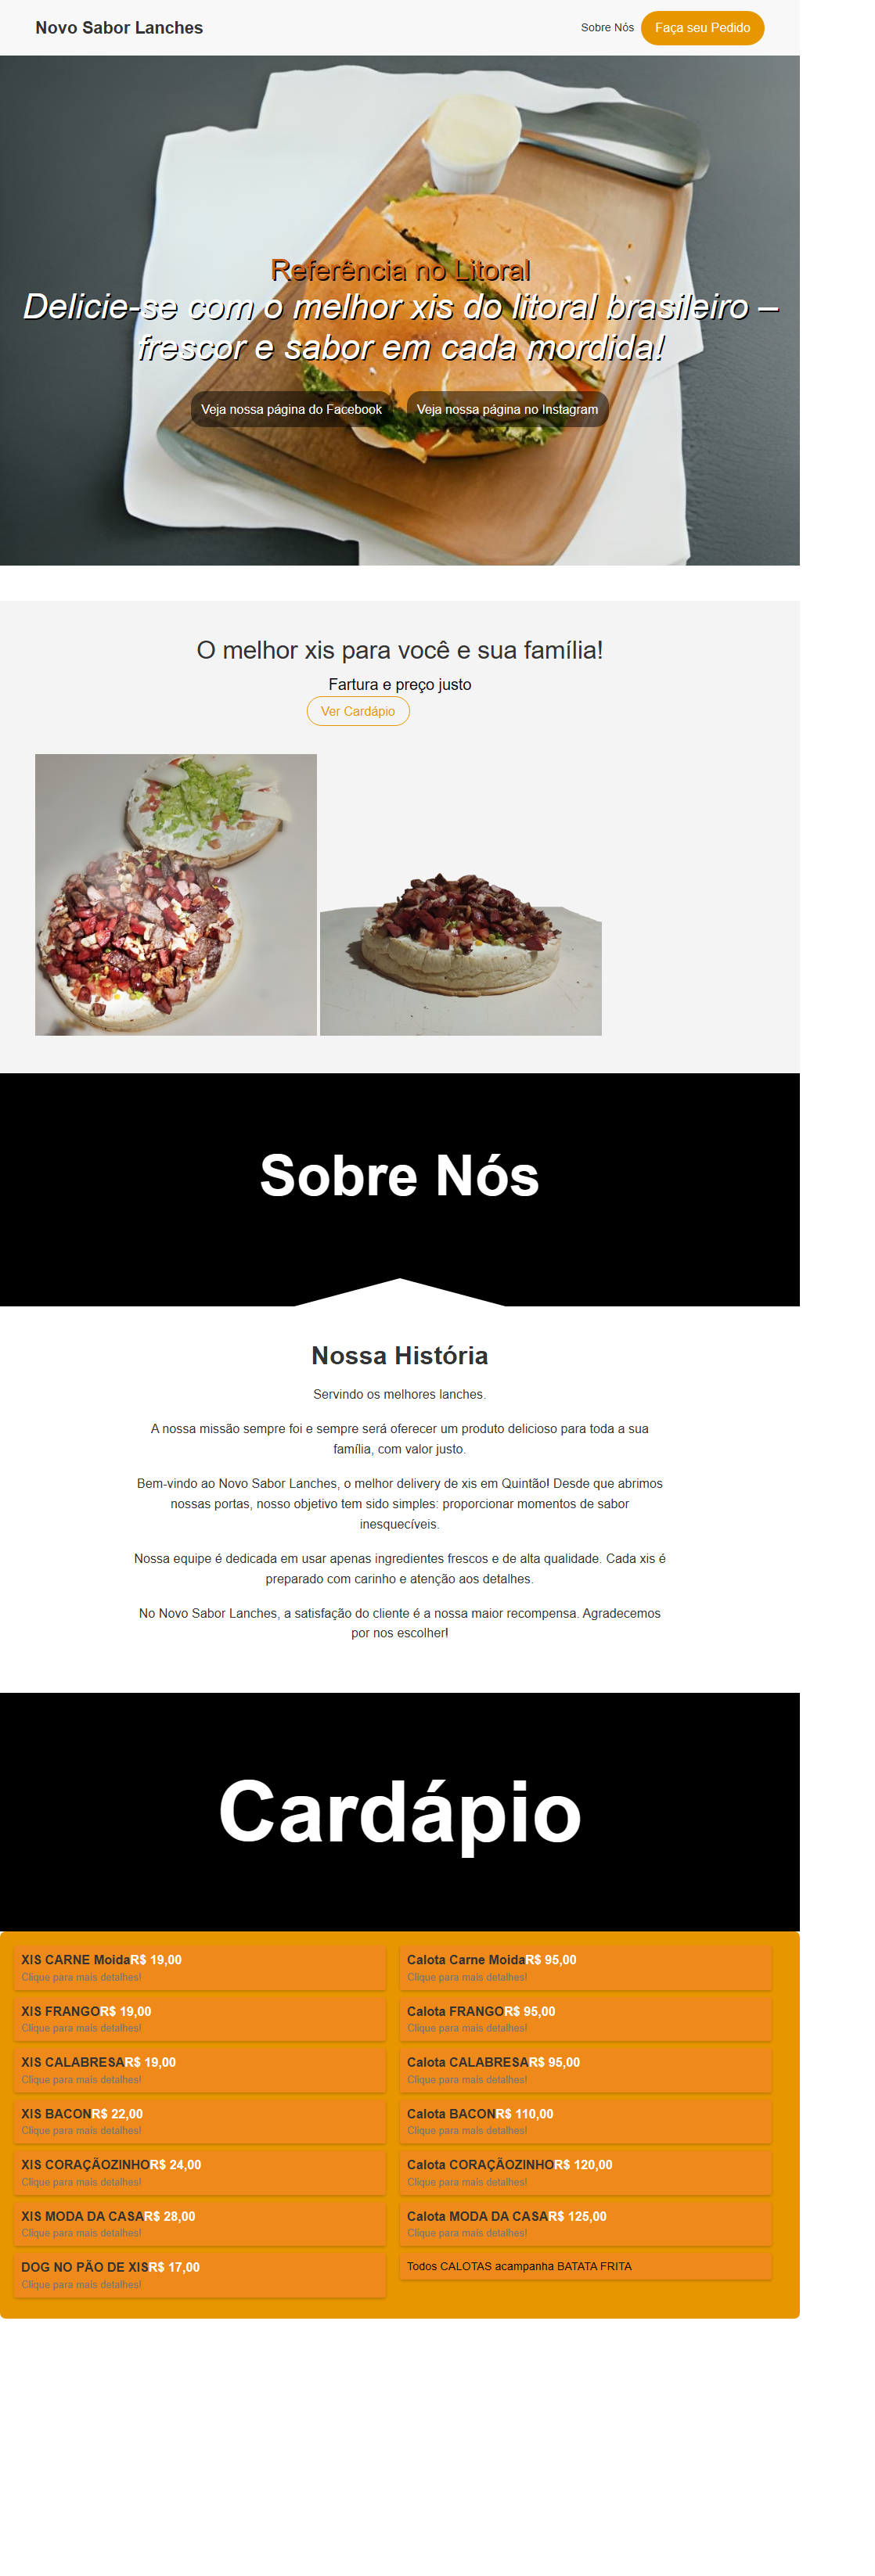 Novo Sabor Lanches
Sobre Nós
Faça seu Pedido
Referência no Litoral
Delicie-se com o melhor xis do litoral brasileiro –
frescor e sabor em cada mordida!
Veja nossa página do Facebook
Veja nossa página no Instagram
O melhor xis para você e sua família!
Fartura e preço justo
Ver Cardápio
Sobre Nós
Nossa História
Servindo os melhores lanches.
A nossa missão sempre foi e sempre será oferecer um produto delicioso para toda a sua
família, com valor justo.
Bem-vindo ao Novo Sabor Lanches, o melhor delivery de xis em Quintão! Desde que abrimos
nossas portas, nosso objetivo tem sido simples: proporcionar momentos de sabor
inesquecíveis.
Nossa equipe é dedicada em usar apenas ingredientes frescos e de alta qualidade. Cada xis é
preparado com carinho e atenção aos detalhes.
No Novo Sabor Lanches, a satisfação do cliente é a nossa maior recompensa. Agradecemos
por nos escolher!
Cardápio
XIS CARNE MoidaR$ 19,00
Clique para mais detalhes!
XIS FRANGOR$ 19,00
Clique para mais detalhes!
XIS CALABRESAR$ 19,00
Clique para mais detalhes!
XIS BACONR$ 22,00
Clique para mais detalhes!
XIS CORAÇÃOZINHOR$ 24,00
Clique para mais detalhes!
XIS MODA DA CASAR$ 28,00
Clique para mais detalhes!
DOG NO PÃO DE XISR$ 17,00
Clique para mais detalhes!
Calota Carne MoidaR$ 95,00
Clique para mais detalhes!
Calota FRANGOR$ 95,00
Clique para mais detalhes!
Calota CALABRESAR$ 95,00
Clique para mais detalhes!
Calota BACONR$ 110,00
Clique para mais detalhes!
Calota CORAÇÃOZINHOR$ 120,00
Clique para mais detalhes!
Calota MODA DA CASAR$ 125,00
Clique para mais detalhes!
Todos CALOTAS acampanha BATATA FRITA